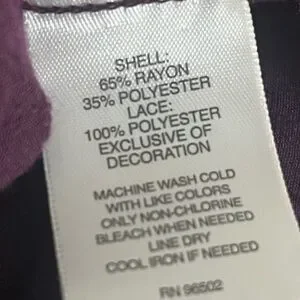 SHELL:
65% RAYON
35% POLYESTER
LACE:
100% POLYESTER
EXCLUSIVE OF
DECORATION
MACHINE WASH COLD
WITH LIKE COLORS
ONLY NON-CHLORINE
BLEACH WHEN NEEDED
LINE DRY
COOL IRON IF NEEDED
RN 96502